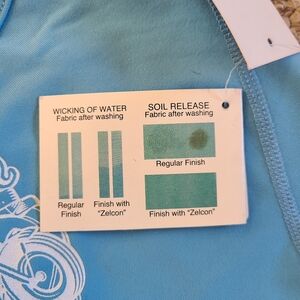 WICKING OF WATER
Fabric after washing
Regular
Finish
Finish with
"Zelcon"
SOIL RELEASE
Fabric after washing
Regular Finish
Finish with "Zelcon"